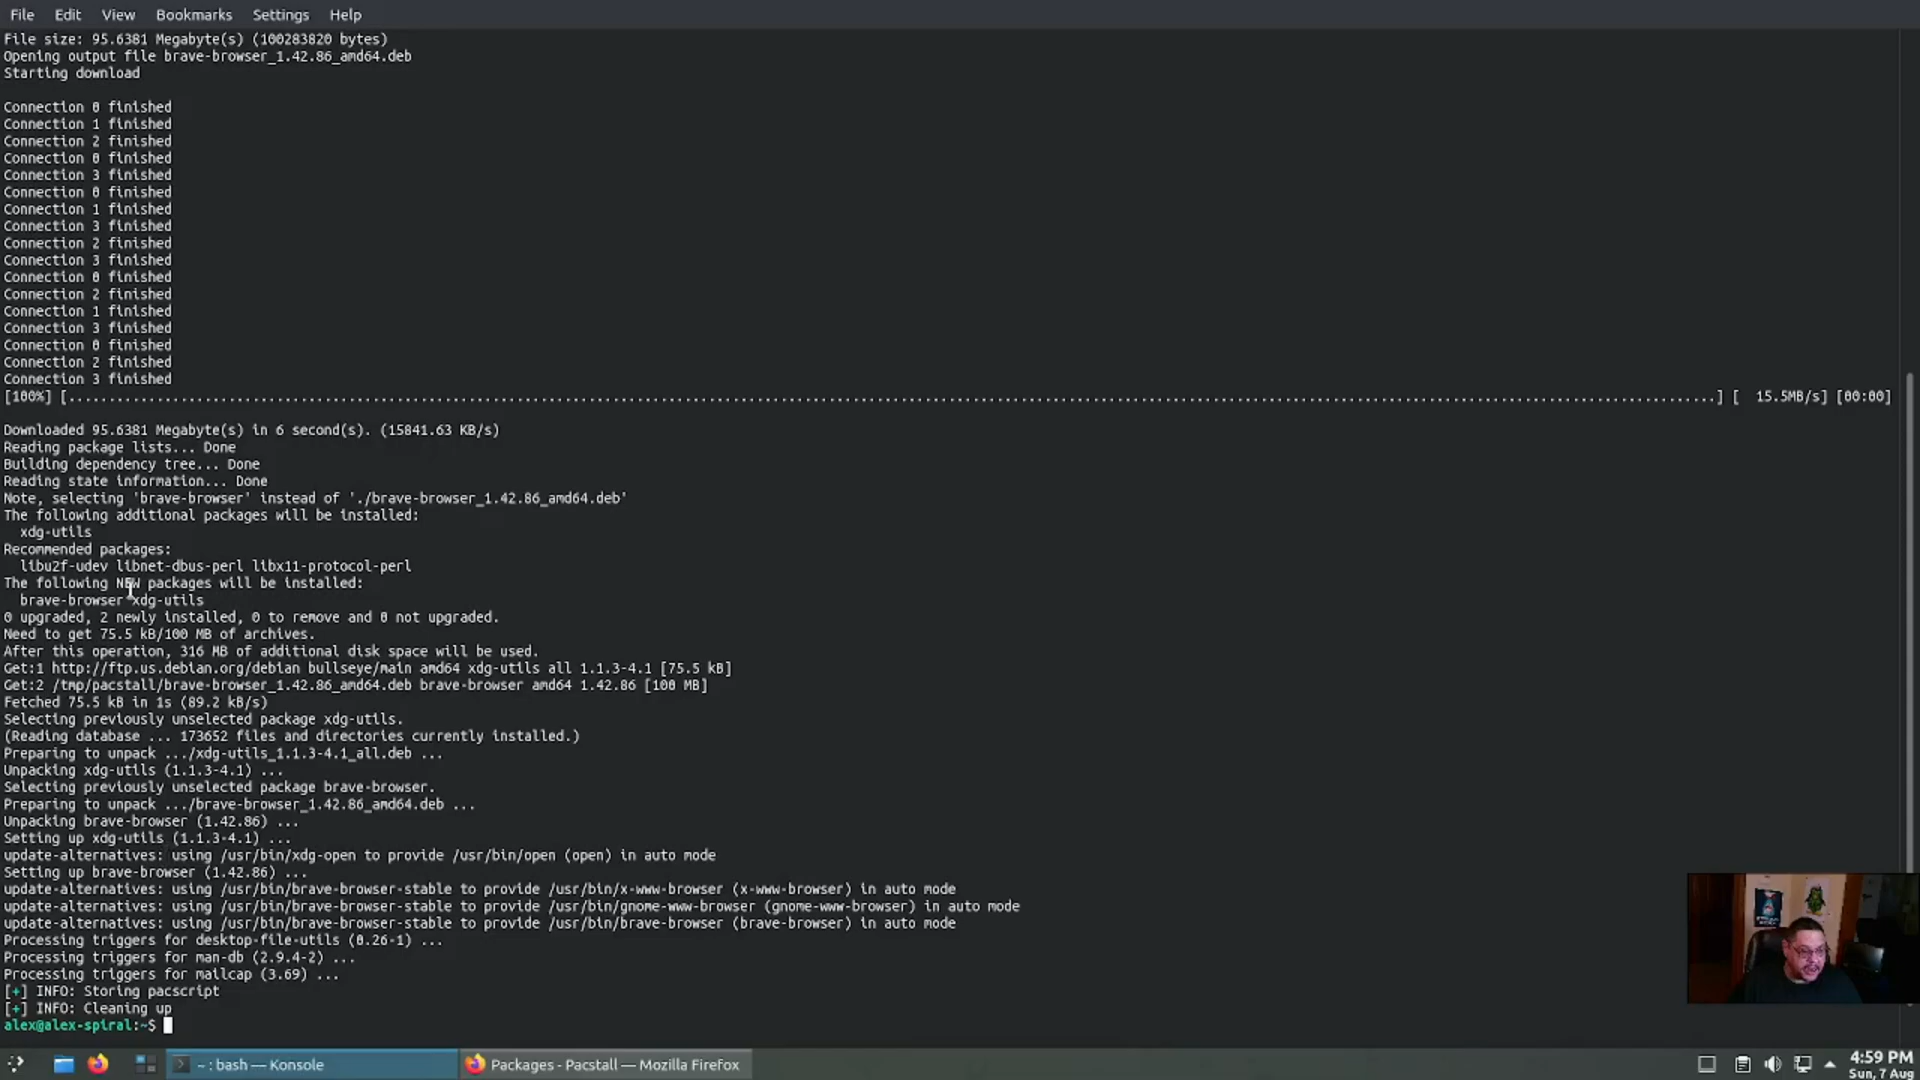 File Edit View Bookmarks Settings Help
File size: 95.6381 Megabyte(s) (100283820 bytes)
Opening output file brave-browser_1.42.86_amd64.deb
Starting download
Connection 0 finished
Connection 1 finished
Connection 2 finished
Connection 0 finished
Connection 3 finished
Connection 0 finished
Connection 1 finished
Connection 3 finished
Connection 2 finished
Connection 3 finished
Connection 0 finished
Connection 2 finished
Connection 1 finished
Connection 3 finished
Connection 0 finished
Connection 2 finished
Connection 3 finished
[100%] [..............................................................................................................................................................................................................] [  15.5MB/s] [00:00]
Downloaded 95.6381 Megabyte(s) in 6 second(s). (15841.63 KB/s)
Reading package lists... Done
Building dependency tree... Done
Reading state information... Done
Note, selecting 'brave-browser' instead of './brave-browser_1.42.86_amd64.deb'
The following additional packages will be installed:
xdg-utils
Recommended packages:
libu2f-udev libnet-dbus-perl libx11-protocol-perl
The following NEW packages will be installed:
brave-browser xdg-utils
0 upgraded, 2 newly installed, 0 to remove and 0 not upgraded.
Need to get 75.5 kB/100 MB of archives.
After this operation, 316 MB of additional disk space will be used.
Get:1 http://ftp.us.debian.org/debian bullseye/main amd64 xdg-utils all 1.1.3-4.1 [75.5 kB]
Get:2 /tmp/pacstall/brave-browser_1.42.86_amd64.deb brave-browser amd64 1.42.86 [100 MB]
Fetched 75.5 kB in 1s (89.2 kB/s)
Selecting previously unselected package xdg-utils.
(Reading database ... 173652 files and directories currently installed.)
Preparing to unpack .../xdg-utils_1.1.3-4.1_all.deb ...
Unpacking xdg-utils (1.1.3-4.1) ...
Selecting previously unselected package brave-browser.
Preparing to unpack .../brave-browser_1.42.86_amd64.deb ...
Unpacking brave-browser (1.42.86) ...
Setting up xdg-utils (1.1.3-4.1) ...
update-alternatives: using /usr/bin/xdg-open to provide /usr/bin/open (open) in auto mode
Setting up brave-browser (1.42.86) ...
update-alternatives: using /usr/bin/brave-browser-stable to provide /usr/bin/x-www-browser (x-www-browser) in auto mode
update-alternatives: using /usr/bin/brave-browser-stable to provide /usr/bin/gnome-www-browser (gnome-www-browser) in auto mode
update-alternatives: using /usr/bin/brave-browser-stable to provide /usr/bin/brave-browser (brave-browser) in auto mode
Processing triggers for desktop-file-utils (0.26-1) ...
Processing triggers for man-db (2.9.4-2) ...
Processing triggers for mailcap (3.69) ...
[+] INFO: Storing pacscript
[+] INFO: Cleaning up
alex@alex-spiral:~$
~ : bash — Konsole Packages - Pacstall — Mozilla Firefox 4:59 PM
Sun, 7 Aug